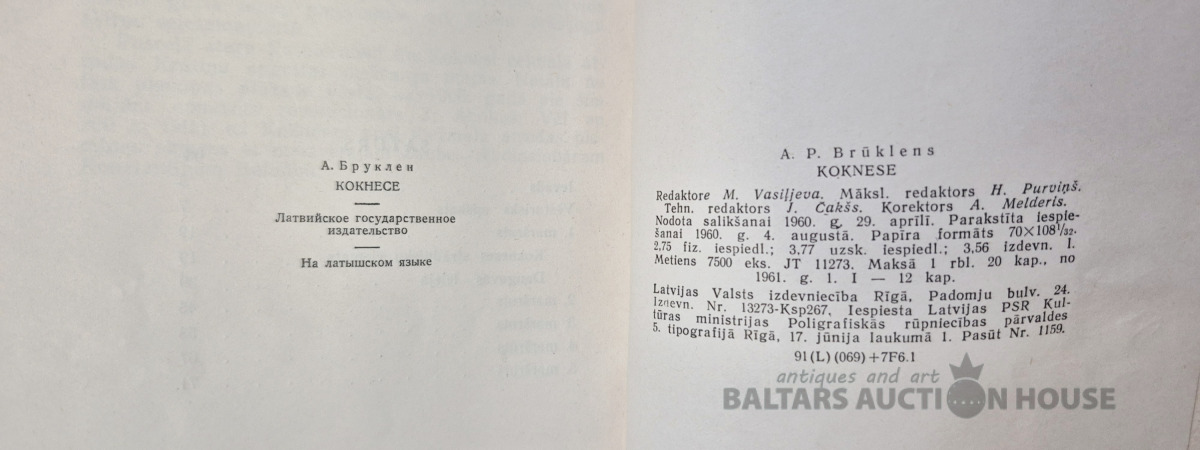 А. Бруклен
КОКНЕСЕ
Латвийское государственное
издательство
На латышском языке
A. P. Brūklens
KOKNESE
Redaktore M. Vasiļjeva. Māksl. redaktors H. Purviņš.
Tehn. redaktors J. Čakšs. Korektors A. Melderis.
Nodota salikšanai 1960. g. 29. aprīlī. Parakstīta iespie-
šanai 1960. g. 4. augustā. Papīra formāts 70×108¹/₃₂.
2,75 fiz. iespiedl.; 3,77 uzsk. iespiedl.; 3,56 izdevn. l.
Metiens 7500 eks. JT 11273. Maksā 1 rbl. 20 kap., no
1961. g. 1. I — 12 kap.
Latvijas Valsts izdevniecība Rīgā, Padomju bulv. 24.
Izdevn. Nr. 13273-Ksp267, Iespiesta Latvijas PSR Kul-
tūras ministrijas Poligrafiskās rūpniecības pārvaldes
5. tipografijā Rīgā, 17. jūnija laukumā 1. Pasūt Nr. 1159.
91(L)(069)+7F6.1
antiques and art
BALTARS AUCTION HOUSE